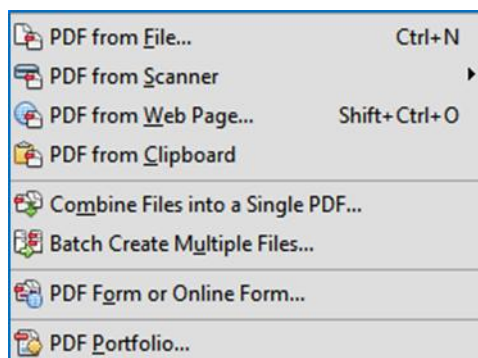 PDF from File... Ctrl+N
PDF from Scanner
PDF from Web Page... Shift+Ctrl+O
PDF from Clipboard
Combine Files into a Single PDF...
Batch Create Multiple Files...
PDF Form or Online Form...
PDF Portfolio...